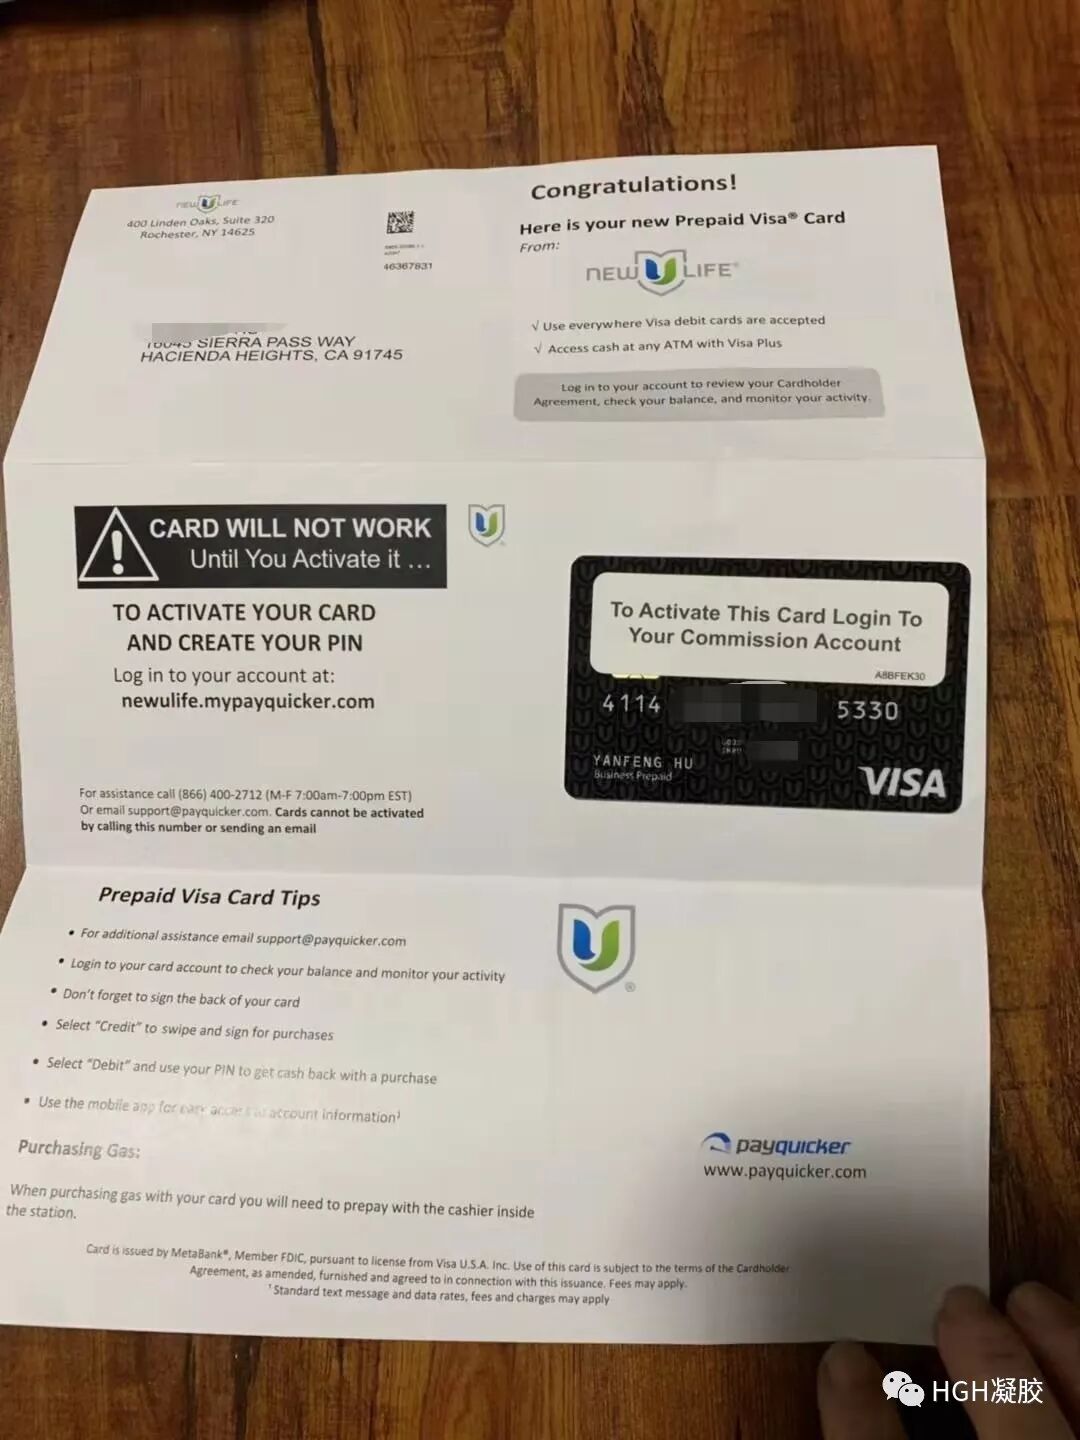 new U LIFE
400 Linden Oaks, Suite 320
Rochester, NY 14625
46367831
SIERRA PASS WAY
HACIENDA HEIGHTS, CA 91745
Congratulations!
Here is your new Prepaid Visa® Card
From:
new U LIFE®
√ Use everywhere Visa debit cards are accepted
√ Access cash at any ATM with Visa Plus
Log in to your account to review your Cardholder
Agreement, check your balance, and monitor your activity.
CARD WILL NOT WORK
Until You Activate it ...
TO ACTIVATE YOUR CARD
AND CREATE YOUR PIN
Log in to your account at:
newulife.mypayquicker.com
For assistance call (866) 400-2712 (M-F 7:00am-7:00pm EST)
Or email support@payquicker.com. Cards cannot be activated
by calling this number or sending an email
To Activate This Card Login To
Your Commission Account
A8BFEK30
4114 5330
YANFENG HU
Business Prepaid
VISA
Prepaid Visa Card Tips
• For additional assistance email support@payquicker.com
• Login to your card account to check your balance and monitor your activity
• Don't forget to sign the back of your card
• Select "Credit" to swipe and sign for purchases
• Select "Debit" and use your PIN to get cash back with a purchase
• Use the mobile app for easy access to account information¹
Purchasing Gas:
When purchasing gas with your card you will need to prepay with the cashier inside
the station.
payquicker
www.payquicker.com
Card is issued by MetaBank®, Member FDIC, pursuant to license from Visa U.S.A. Inc. Use of this card is subject to the terms of the Cardholder
Agreement, as amended, furnished and agreed to in connection with this issuance. Fees may apply.
¹ Standard text message and data rates, fees and charges may apply
HGH凝胶